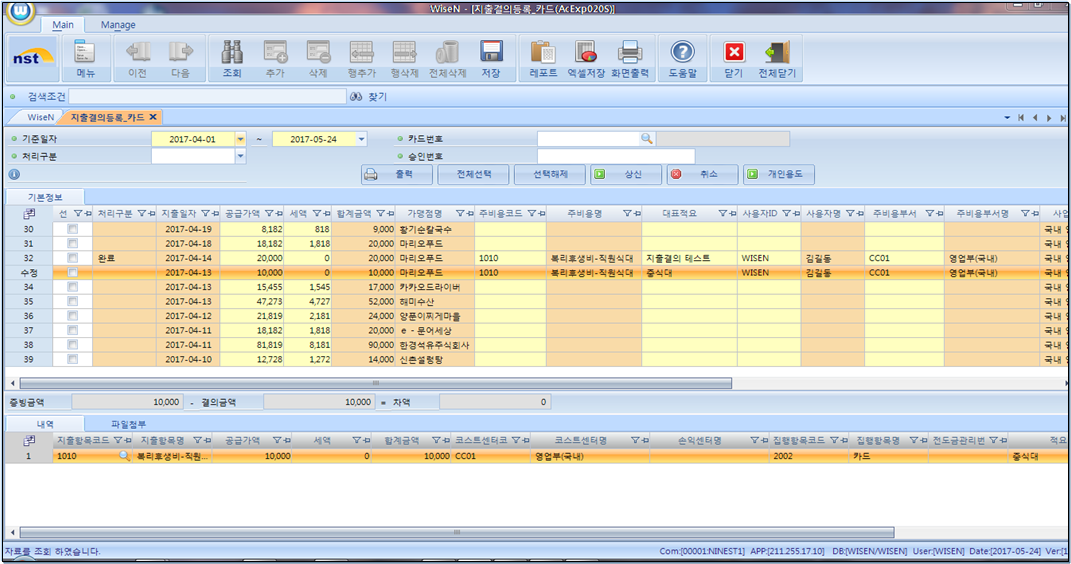 WiseN - [지출결의등록_카드(AcExp020S)]
Main Manage
nst 메뉴 이전 다음 조회 추가 삭제 행추가 행삭제 전체삭제 저장 레포트 엑셀저장 화면출력 도움말 닫기 전체닫기
검색조건 찾기
WiseN 지출결의등록_카드
기준일자 2017-04-01 ~ 2017-05-24 카드번호
처리구분 승인번호
출력 전체선택 선택해제 상신 취소 개인용도
기본정보
선 처리구분 지출일자 공급가액 세액 합계금액 가맹점명 주비용코드 주비용명 대표적요 사용자ID 사용자명 주비용부서 주비용부서명 사업
30 2017-04-19 8,182 818 9,000 황기순칼국수 국내
31 2017-04-18 18,182 1,818 20,000 마리오푸드 국내
32 완료 2017-04-14 20,000 0 20,000 마리오푸드 1010 복리후생비-직원식대 지출결의 테스트 WISEN 김길동 CC01 영업부(국내) 국내
수정 2017-04-13 10,000 0 10,000 마리오푸드 1010 복리후생비-직원식대 중식대 WISEN 김길동 CC01 영업부(국내) 국내
34 2017-04-13 15,455 1,545 17,000 카카오드라이버 국내
35 2017-04-13 47,273 4,727 52,000 해미수산 국내
36 2017-04-12 21,819 2,181 24,000 양푼이찌게마을 국내
37 2017-04-11 18,182 1,818 20,000 e - 문어세상 국내
38 2017-04-11 81,819 8,181 90,000 한경석유주식회사 국내
39 2017-04-10 12,728 1,272 14,000 신촌설렁탕 국내
증빙금액 10,000 - 결의금액 10,000 = 차액 0
내역 파일첨부
지출항목코드 지출항목명 공급가액 세액 합계금액 코스트센터코 코스트센터명 손익센터명 집행항목코드 집행항목명 전도금관리번 적요
1 1010 복리후생비-직원... 10,000 0 10,000 CC01 영업부(국내) 2002 카드 중식대
자료를 조회 하였습니다. Com:[00001:NINEST1] APP:[211.255.17.10] DB:[WISEN/WISEN] User:[WISEN] Date:[2017-05-24] Ver:[1